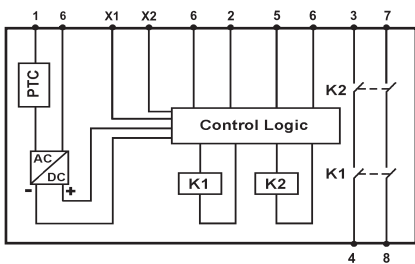 1 6 X1 X2 6 2 5 6 3 7
PTC
K2
Control Logic
AC
DC
- +
K1 K2
K1
4 8